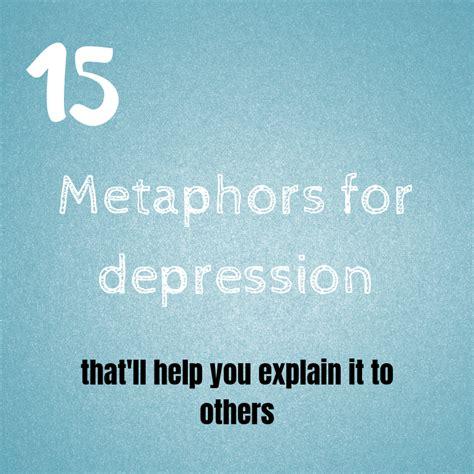 15
Metaphors for
depression
that'll help you explain it to
others